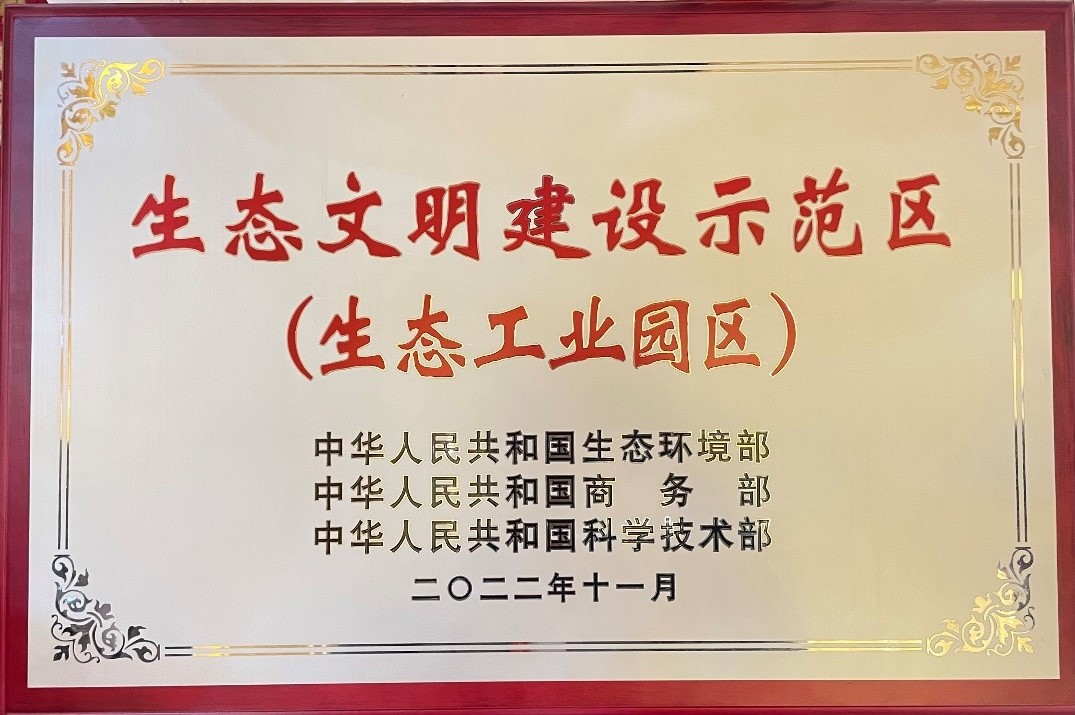 生态文明建设示范区
(生态工业园区)
中华人民共和国生态环境部
中华人民共和国商务部
中华人民共和国科学技术部
二〇二二年十一月